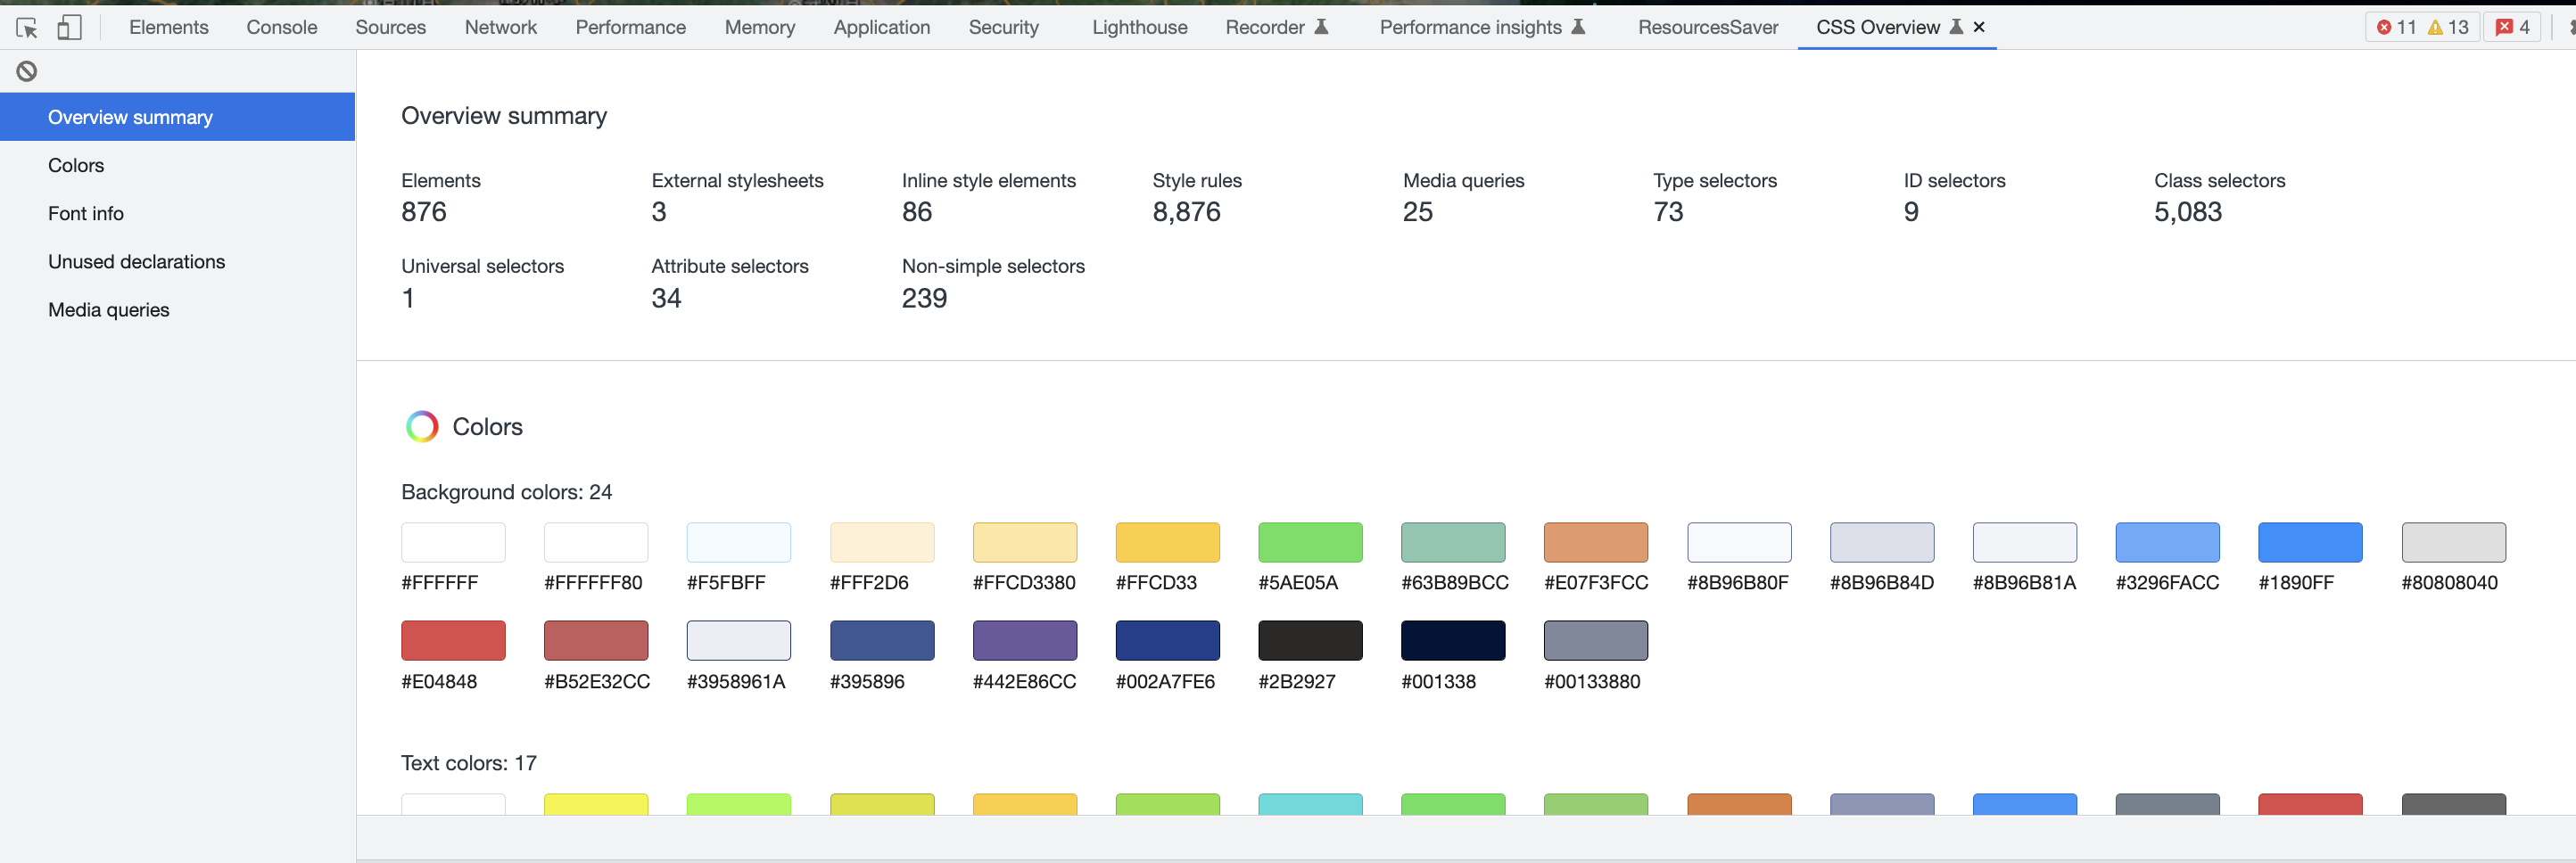 Elements Console Sources Network Performance Memory Application Security Lighthouse Recorder Performance insights ResourcesSaver CSS Overview 11 13 4
Overview summary
Colors
Font info
Unused declarations
Media queries
Overview summary
Elements External stylesheets Inline style elements Style rules Media queries Type selectors ID selectors Class selectors
876 3 86 8,876 25 73 9 5,083
Universal selectors Attribute selectors Non-simple selectors
1 34 239
Colors
Background colors: 24
#FFFFFF #FFFFFF80 #F5FBFF #FFF2D6 #FFCD3380 #FFCD33 #5AE05A #63B89BCC #E07F3FCC #8B96B80F #8B96B84D #8B96B81A #3296FACC #1890FF #80808040
#E04848 #B52E32CC #3958961A #395896 #442E86CC #002A7FE6 #2B2927 #001338 #00133880
Text colors: 17